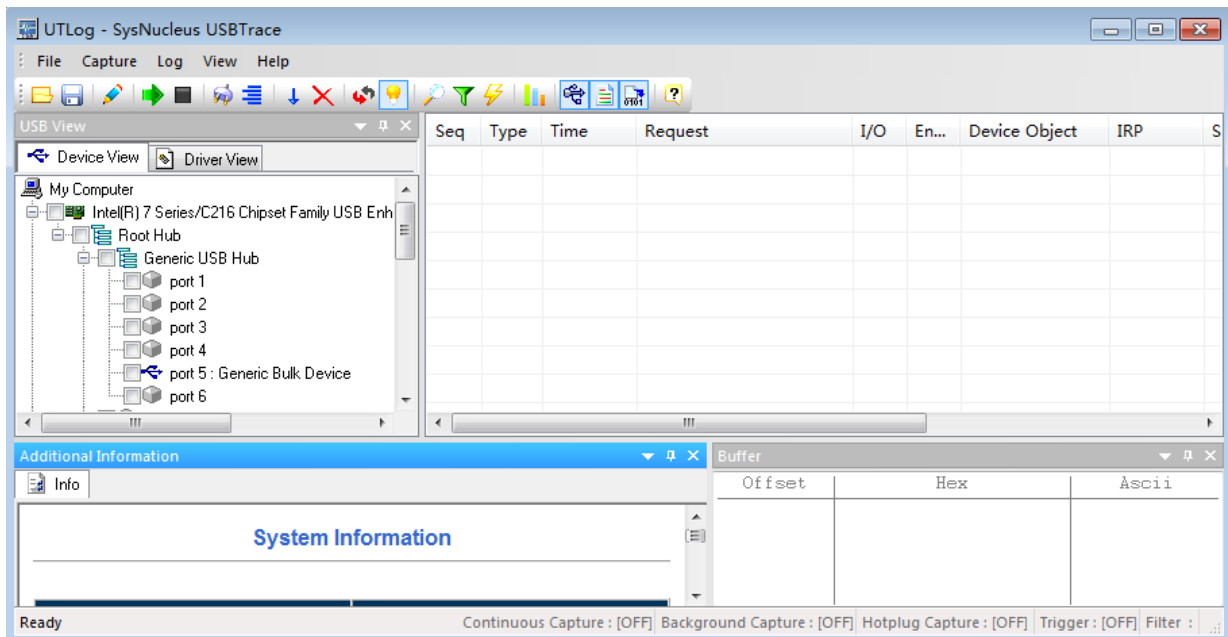 UTLog - SysNucleus USBTrace
File Capture Log View Help
USB View
Device View Driver View
My Computer
Intel(R) 7 Series/C216 Chipset Family USB Enh
Root Hub
Generic USB Hub
port 1
port 2
port 3
port 4
port 5 : Generic Bulk Device
port 6
Seq Type Time Request I/O En... Device Object IRP S
Additional Information
Info
System Information
Buffer
Offset Hex Ascii
Ready Continuous Capture : [OFF] Background Capture : [OFF] Hotplug Capture : [OFF] Trigger : [OFF] Filter :